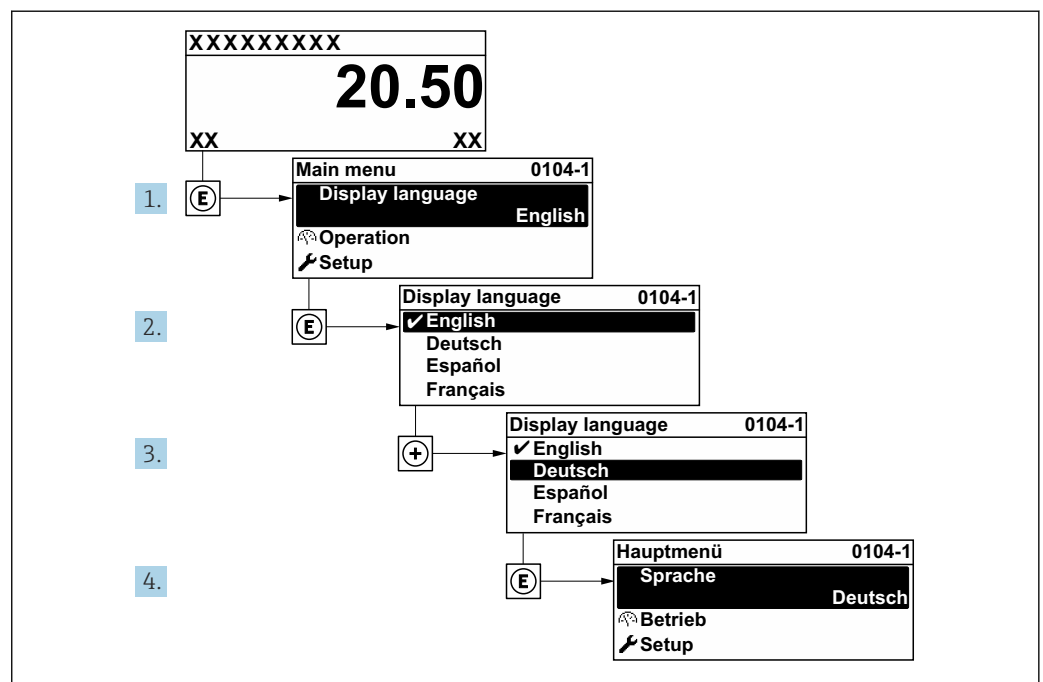 XXXXXXXXX
20.50
XX XX
1. E
Main menu 0104-1
Display language
English
Operation
Setup
2. E
Display language 0104-1
✔English
Deutsch
Español
Français
3. +
Display language 0104-1
✔English
Deutsch
Español
Français
4. E
Hauptmenü 0104-1
Sprache
Deutsch
Betrieb
Setup